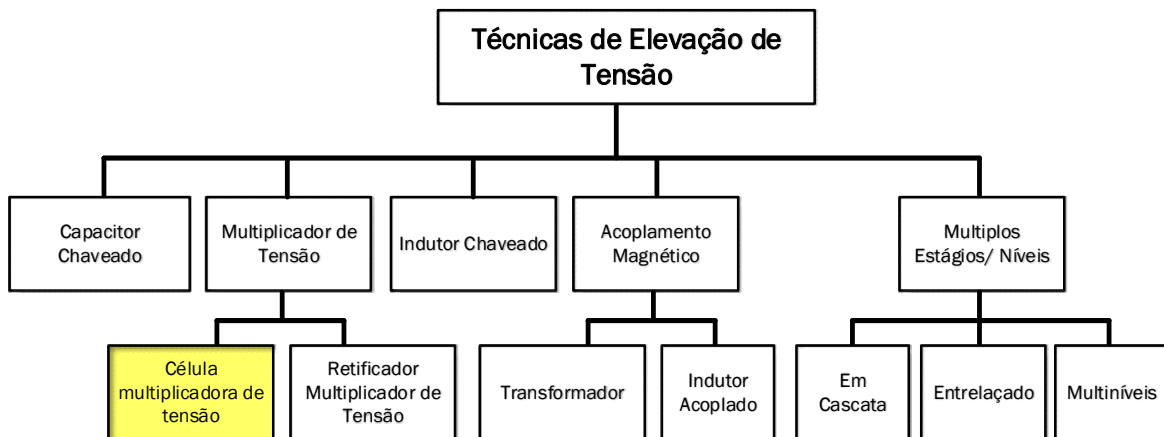 Técnicas de Elevação de
Tensão
Capacitor
Chaveado
Multiplicador de
Tensão
Indutor Chaveado
Acoplamento
Magnético
Multiplos
Estágios/ Níveis
Célula
multiplicadora de
tensão
Retificador
Multiplicador de
Tensão
Transformador
Indutor
Acoplado
Em
Cascata
Entrelaçado
Multiníveis